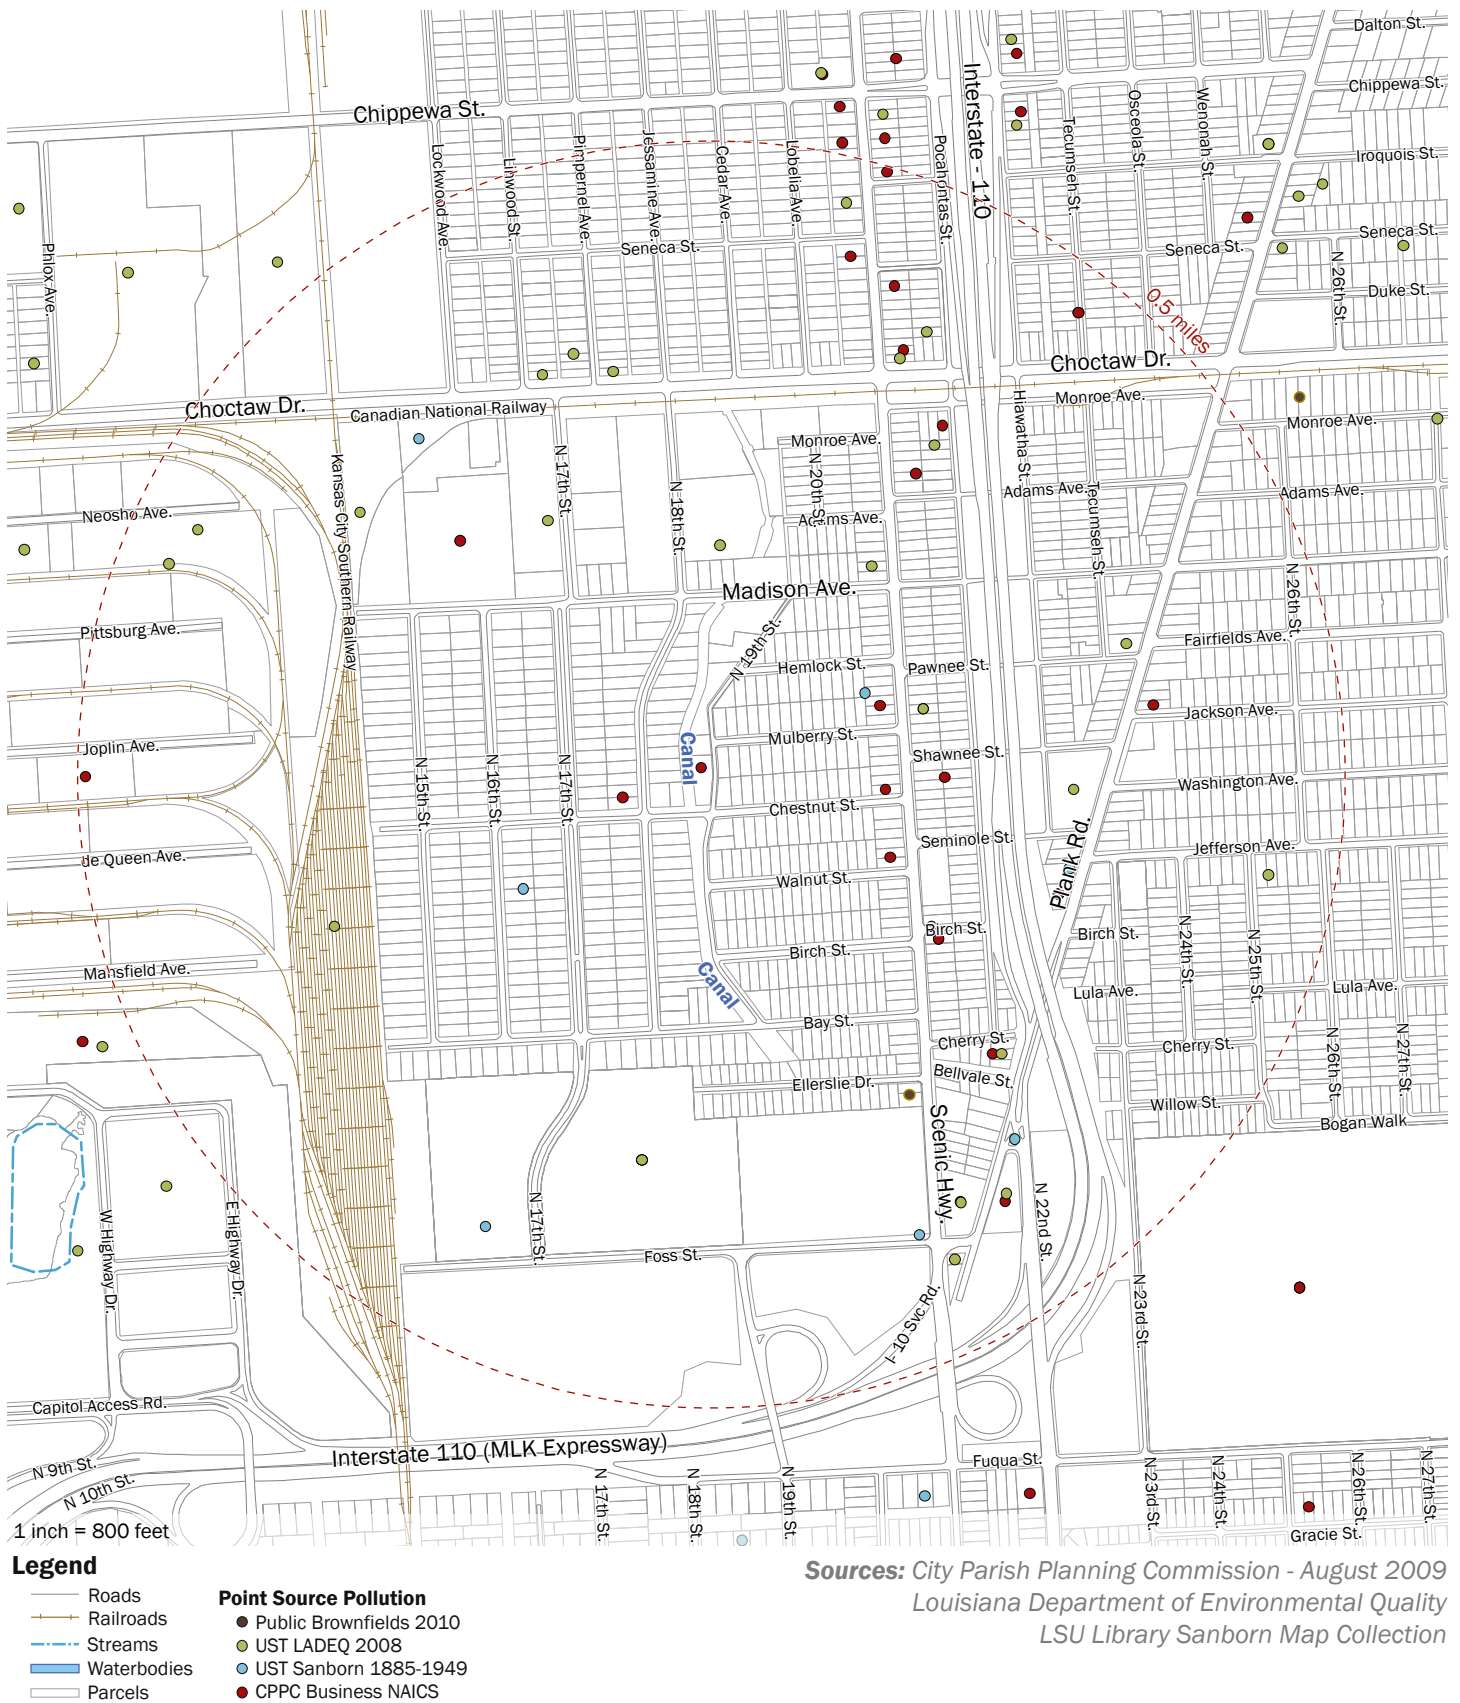 Dalton St.
Chippewa St.
Chippewa St.
Interstate - 110
Osceola St.
Wenonah St.
Tecumseh St.
Iroquois St.
Lockwood Ave.
Linwood St.
Pimpernel Ave.
Jessamine Ave.
Cedar Ave.
Lobelia Ave.
Pocahontas St.
Seneca St.
Seneca St.
Seneca St.
Phlox Ave.
N 26th St.
Duke St.
0.5 miles
Choctaw Dr.
Choctaw Dr.
Canadian National Railway
Monroe Ave.
Monroe Ave.
Monroe Ave.
Hiawatha St.
Kansas City Southern Railway
N 17th St.
N 18th St.
N 20th St.
Adams Ave.
Adams Ave.
Adams Ave.
Tecumseh St.
Neosho Ave.
Madison Ave.
N 26th St.
Pittsburg Ave.
N 19th St.
Fairfields Ave.
Hemlock St.
Pawnee St.
Jackson Ave.
Joplin Ave.
Canal
Mulberry St.
Shawnee St.
N 15th St.
N 16th St.
N 17th St.
Washington Ave.
Chestnut St.
Plank Rd.
Seminole St.
Jefferson Ave.
de Queen Ave.
Walnut St.
Birch St.
Birch St.
Birch St.
N 24th St.
N 25th St.
Mansfield Ave.
Canal
Lula Ave.
Lula Ave.
Bay St.
Cherry St.
Cherry St.
N 26th St.
N 27th St.
Ellerslie Dr.
Bellvale St.
Willow St.
Bogan Walk
Scenic Hwy.
W Highway Dr.
E Highway Dr.
N 17th St.
N 22nd St.
Foss St.
N 23rd St.
I-10 Svc Rd.
Capitol Access Rd.
Interstate 110 (MLK Expressway)
N 9th St.
N 10th St.
Fuqua St.
N 17th St.
N 18th St.
N 19th St.
N 23rd St.
N 24th St.
N 26th St.
N 27th St.
Gracie St.
1 inch = 800 feet
Legend
Roads
Railroads
Streams
Waterbodies
Parcels
Point Source Pollution
Public Brownfields 2010
UST LADEQ 2008
UST Sanborn 1885-1949
CPPC Business NAICS
Sources: City Parish Planning Commission - August 2009
Louisiana Department of Environmental Quality
LSU Library Sanborn Map Collection